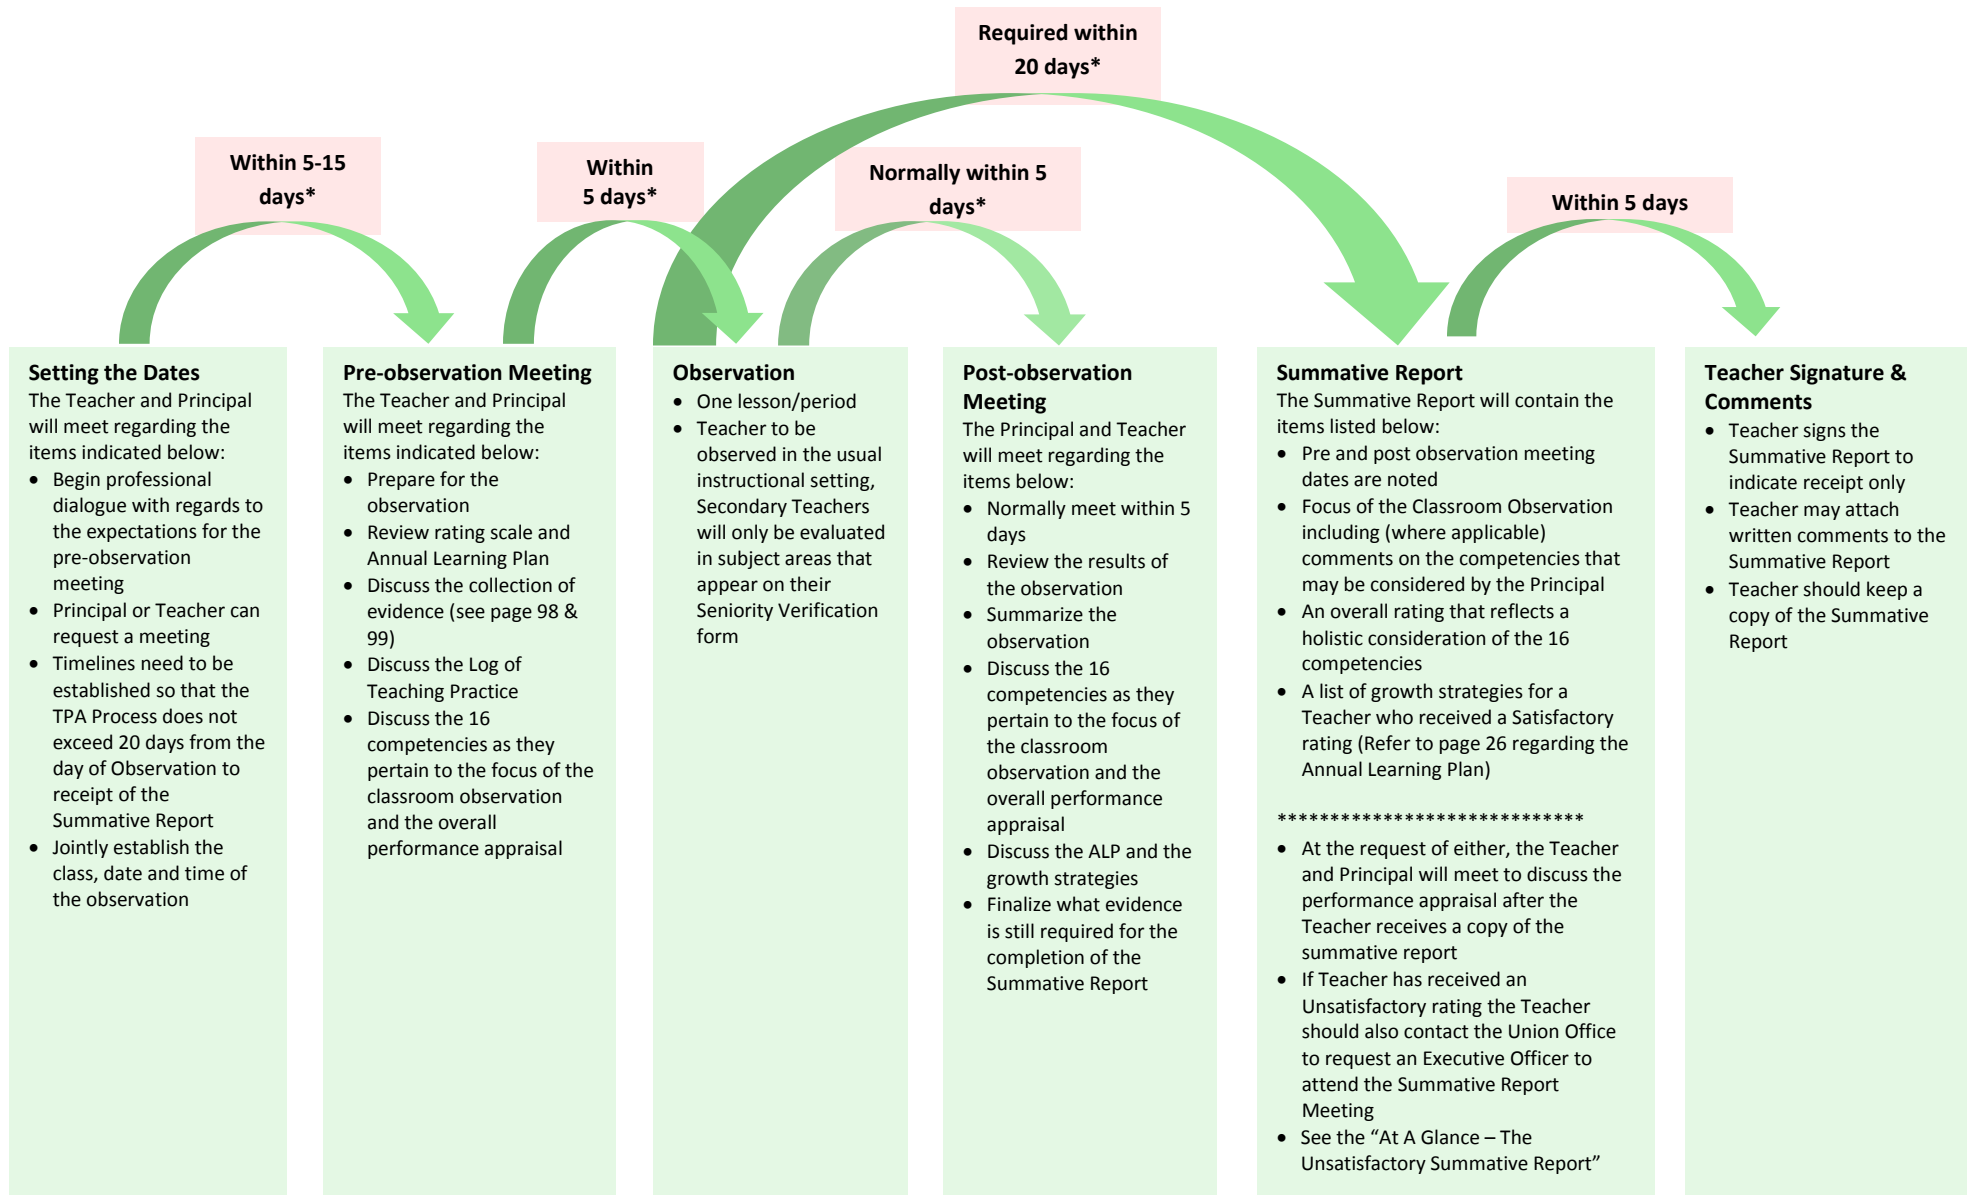 Required within
20 days*
Within 5-15
days*
Within
5 days*
Normally within 5
days*
Within 5 days
Setting the Dates
The Teacher and Principal
will meet regarding the
items indicated below:
• Begin professional
dialogue with regards to
the expectations for the
pre-observation
meeting
• Principal or Teacher can
request a meeting
• Timelines need to be
established so that the
TPA Process does not
exceed 20 days from the
day of Observation to
receipt of the
Summative Report
• Jointly establish the
class, date and time of
the observation
Pre-observation Meeting
The Teacher and Principal
will meet regarding the
items indicated below:
• Prepare for the
observation
• Review rating scale and
Annual Learning Plan
• Discuss the collection of
evidence (see page 98 &
99)
• Discuss the Log of
Teaching Practice
• Discuss the 16
competencies as they
pertain to the focus of the
classroom observation
and the overall
performance appraisal
Observation
• One lesson/period
• Teacher to be
observed in the usual
instructional setting,
Secondary Teachers
will only be evaluated
in subject areas that
appear on their
Seniority Verification
form
Post-observation
Meeting
The Principal and Teacher
will meet regarding the
items below:
• Normally meet within 5
days
• Review the results of
the observation
• Summarize the
observation
• Discuss the 16
competencies as they
pertain to the focus of
the classroom
observation and the
overall performance
appraisal
• Discuss the ALP and the
growth strategies
• Finalize what evidence
is still required for the
completion of the
Summative Report
Summative Report
The Summative Report will contain the
items listed below:
• Pre and post observation meeting
dates are noted
• Focus of the Classroom Observation
including (where applicable)
comments on the competencies that
may be considered by the Principal
• An overall rating that reflects a
holistic consideration of the 16
competencies
• A list of growth strategies for a
Teacher who received a Satisfactory
rating (Refer to page 26 regarding the
Annual Learning Plan)
*****************************
• At the request of either, the Teacher
and Principal will meet to discuss the
performance appraisal after the
Teacher receives a copy of the
summative report
• If Teacher has received an
Unsatisfactory rating the Teacher
should also contact the Union Office
to request an Executive Officer to
attend the Summative Report
Meeting
• See the “At A Glance – The
Unsatisfactory Summative Report”
Teacher Signature &
Comments
• Teacher signs the
Summative Report to
indicate receipt only
• Teacher may attach
written comments to the
Summative Report
• Teacher should keep a
copy of the Summative
Report